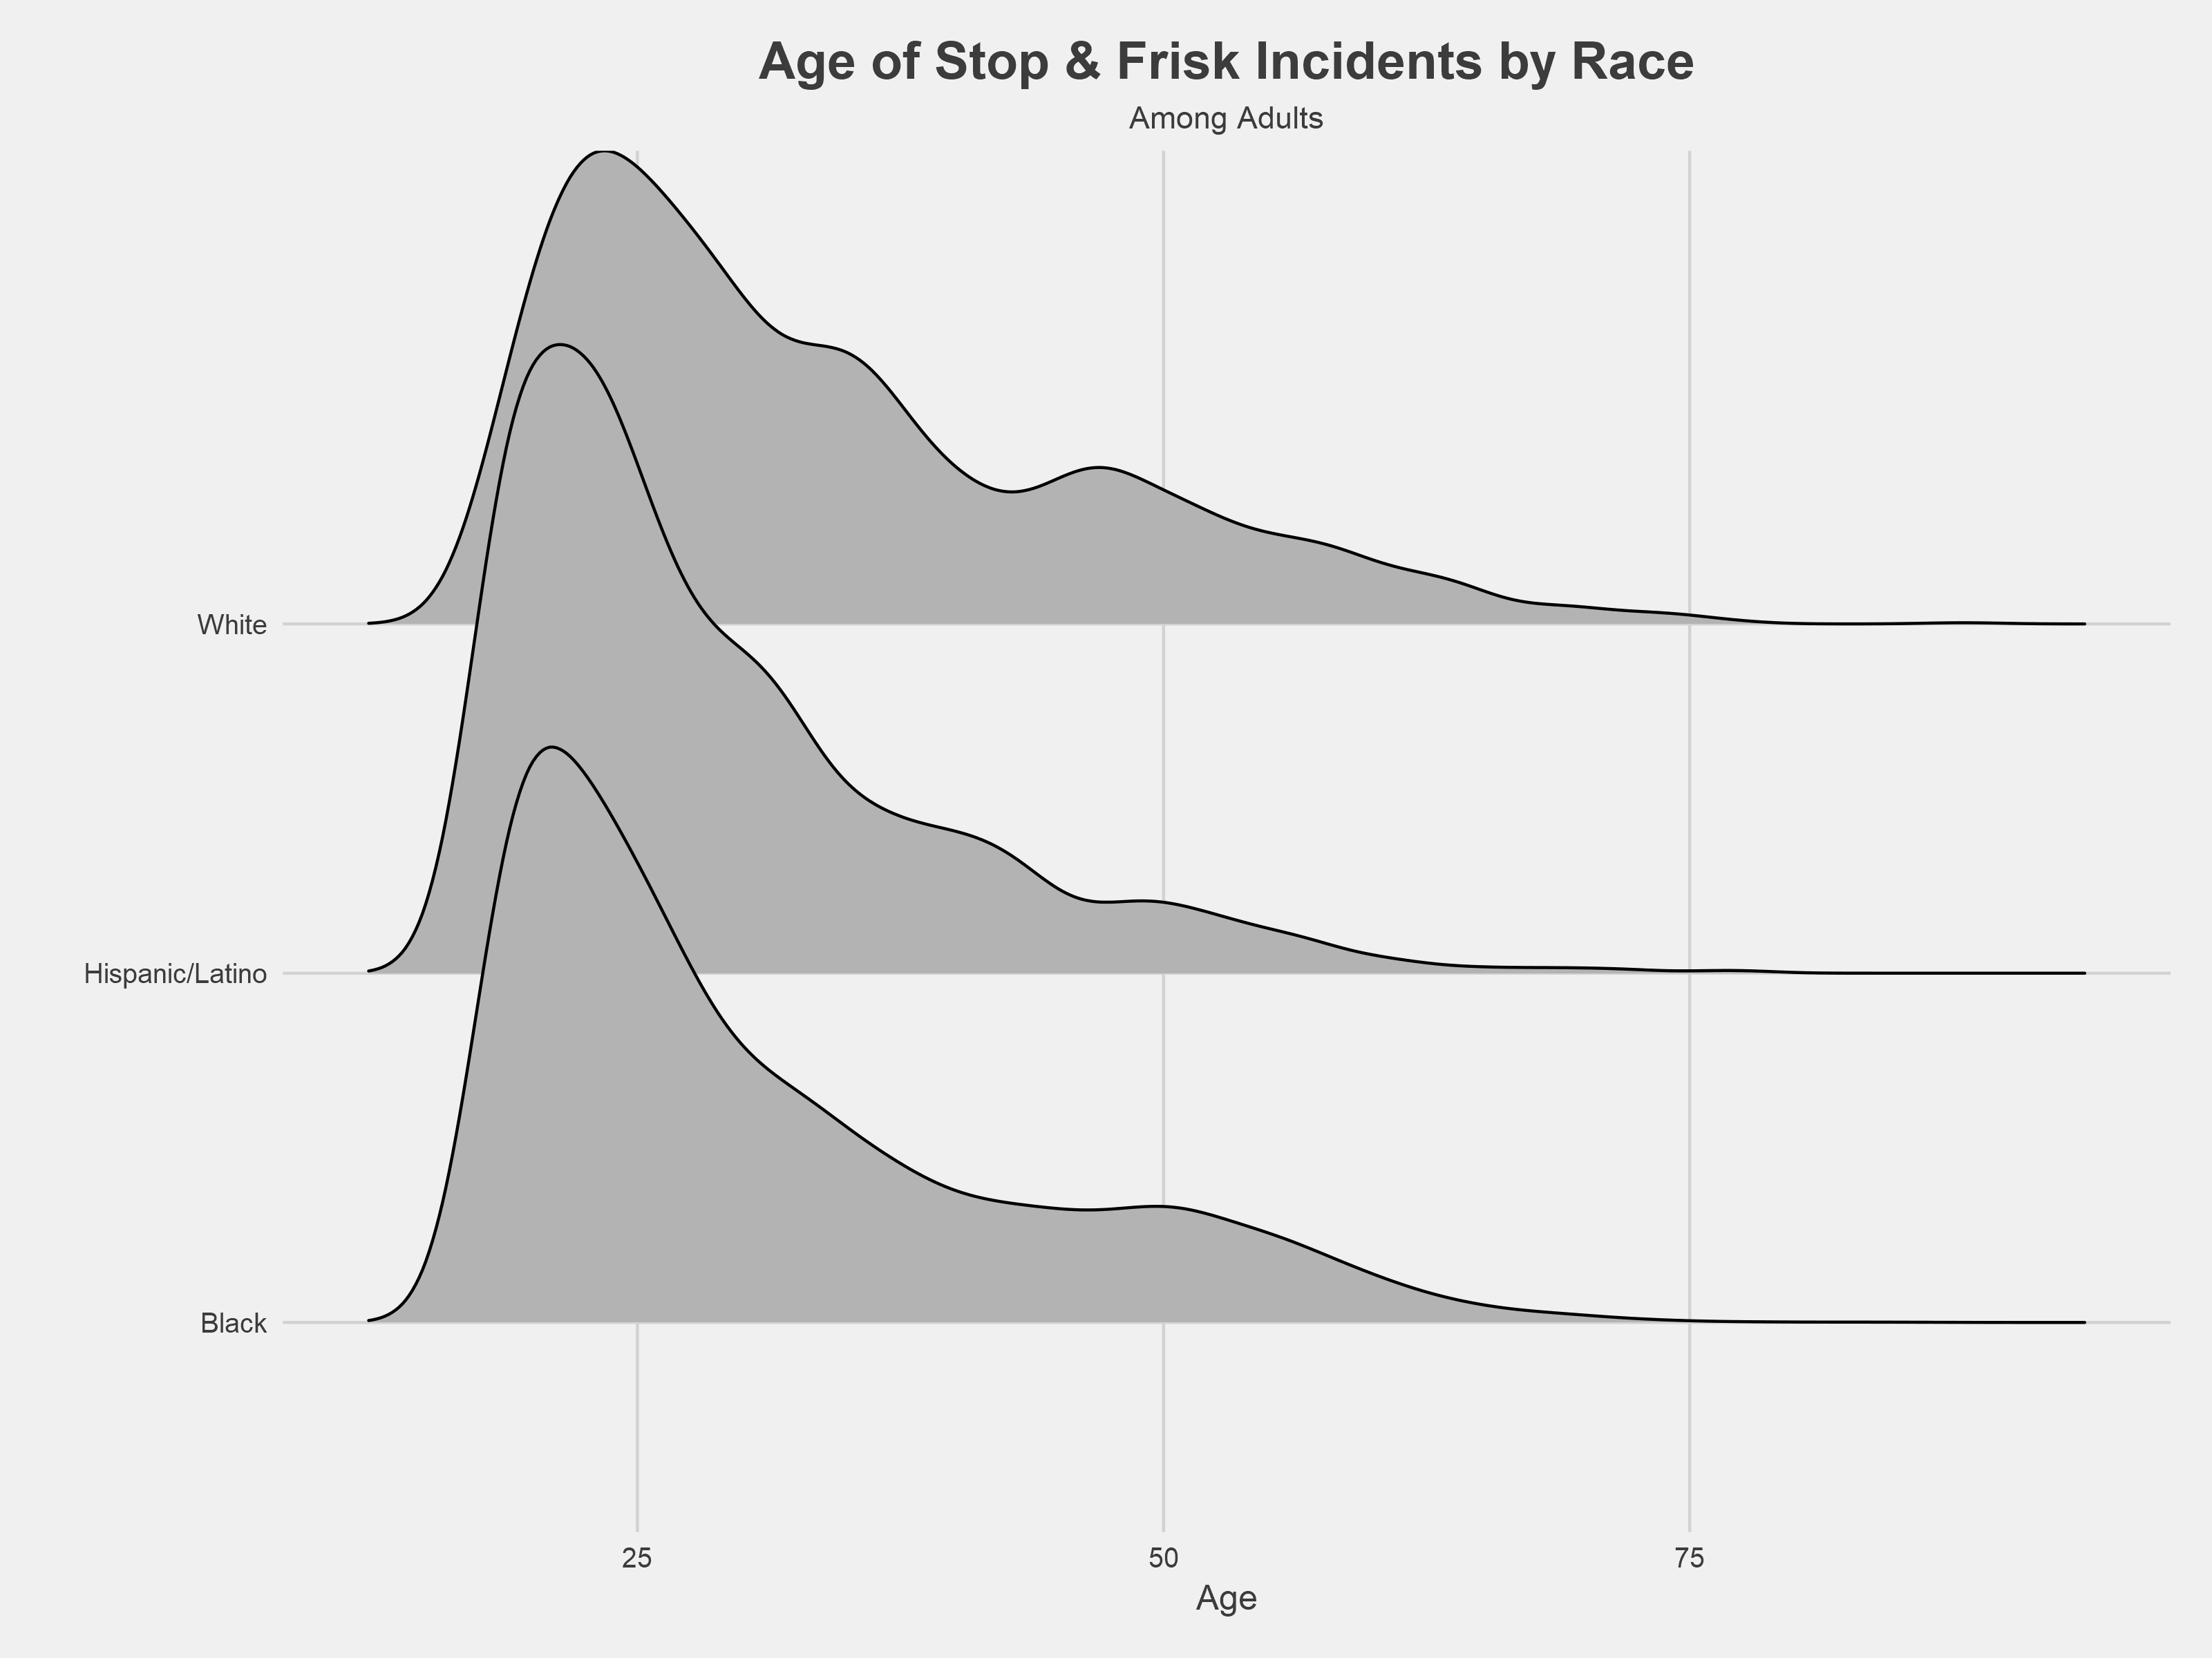 Age of Stop & Frisk Incidents by Race
Among Adults
White
Hispanic/Latino
Black
25 50 75
Age